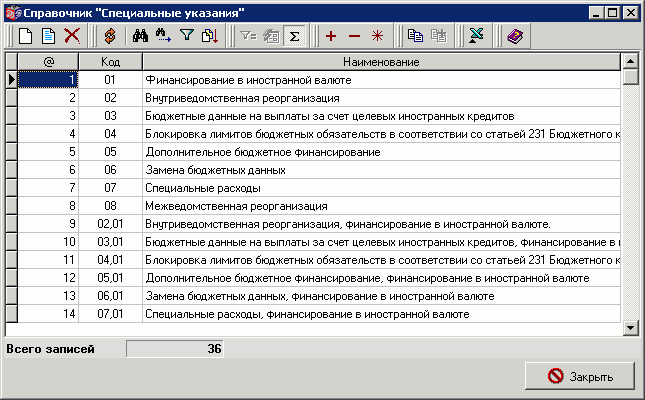 Справочник "Специальные указания"
Σ
@ Код Наименование
1 01 Финансирование в иностранной валюте
2 02 Внутриведомственная реорганизация
3 03 Бюджетные данные на выплаты за счет целевых иностранных кредитов
4 04 Блокировка лимитов бюджетных обязательств в соответствии со статьей 231 Бюджетного к
5 05 Дополнительное бюджетное финансирование
6 06 Замена бюджетных данных
7 07 Специальные расходы
8 08 Межведомственная реорганизация
9 02,01 Внутриведомственная реорганизация, финансирование в иностранной валюте.
10 03,01 Бюджетные данные на выплаты за счет целевых иностранных кредитов, финансирование в
11 04,01 Блокировка лимитов бюджетных обязательств в соответствии со статьей 231 Бюджетного к
12 05,01 Дополнительное бюджетное финансирование, финансирование в иностранной валюте
13 06,01 Замена бюджетных данных, финансирование в иностранной валюте
14 07,01 Специальные расходы, финансирование в иностранной валюте
Всего записей 36
Закрыть